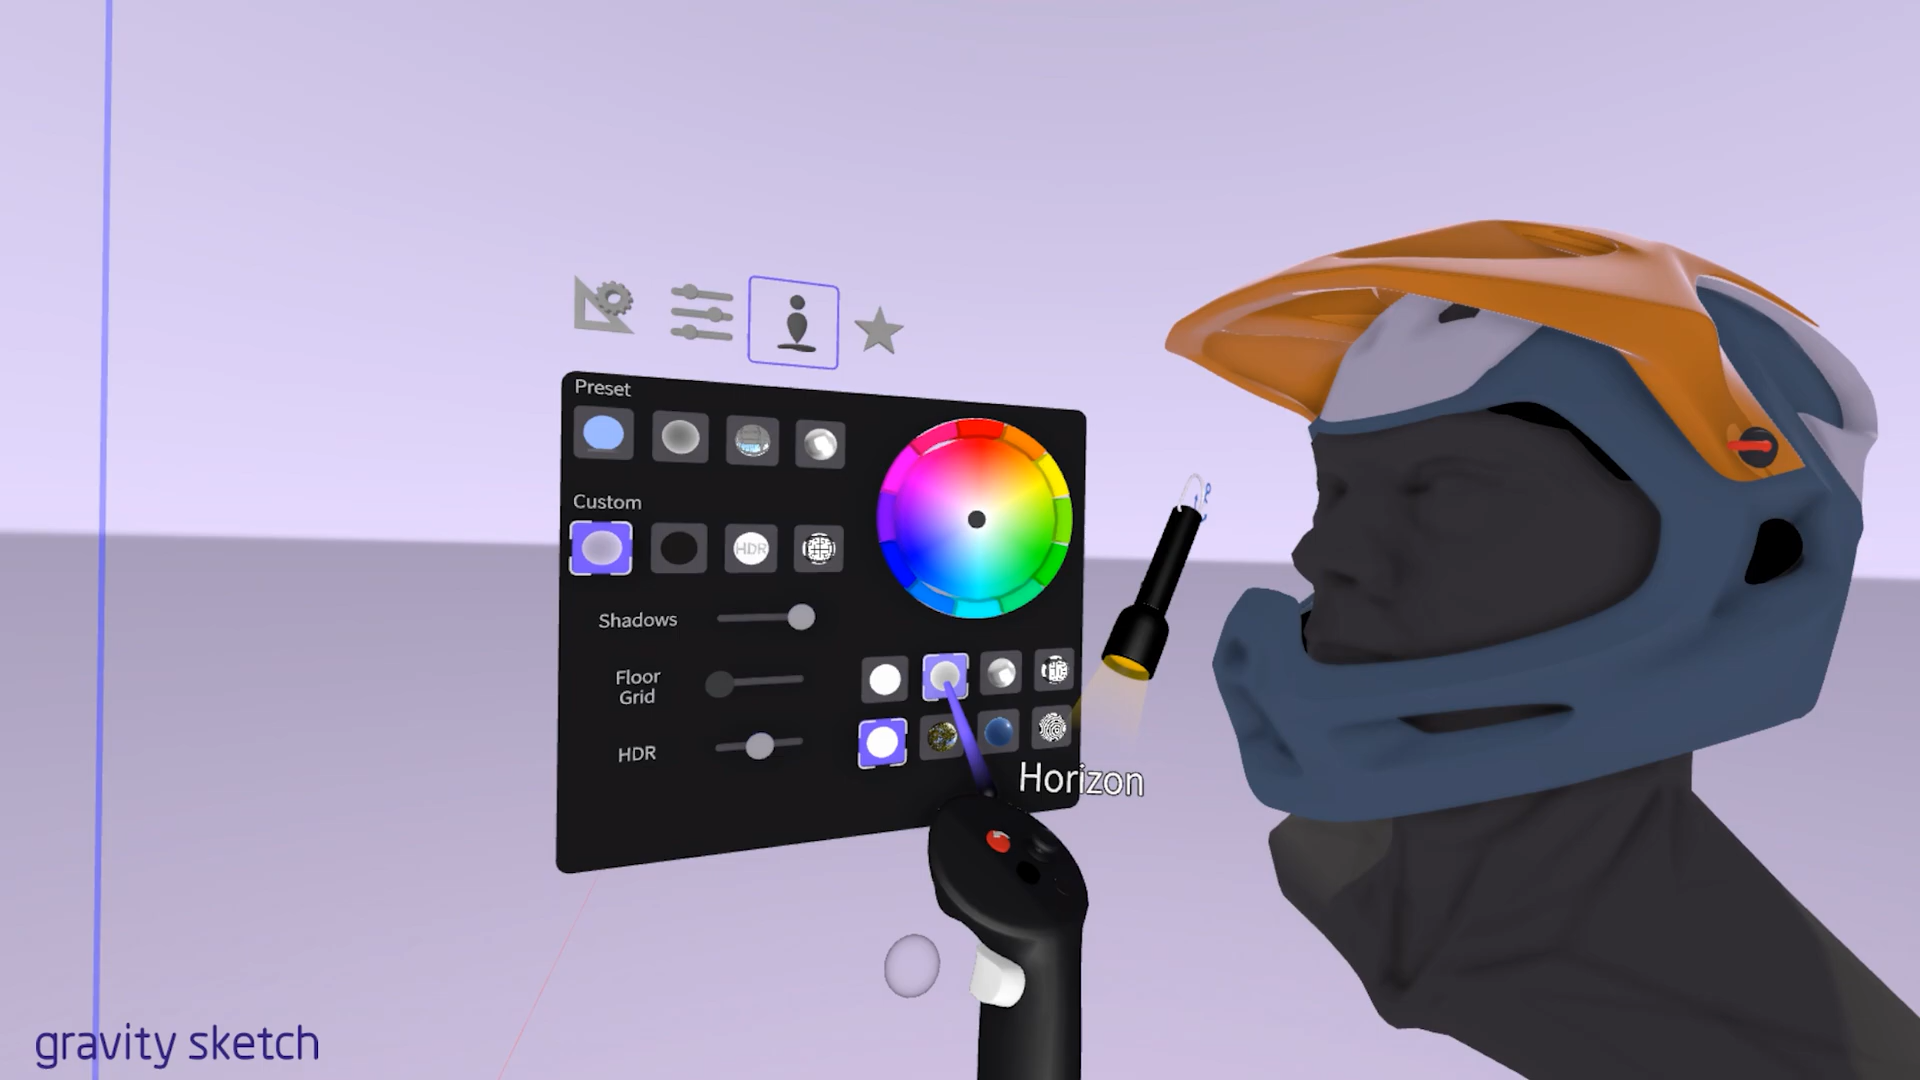 Preset
Custom
HDR
Shadows
Floor
Grid
HDR
Horizon
gravity sketch